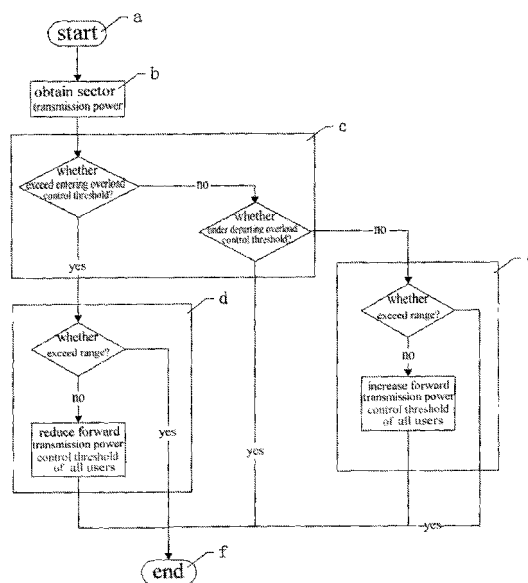 a
start
b
obtain sector
transmission power
c
whether
exceed entering overload
control threshold?
no
whether
under departing overload
control threshold?
no
yes
d
whether
exceed range?
whether
exceed range?
no
no
increase forward
transmission power
control threshold
of all users
reduce forward
transmission power
control threshold
of all users
yes
yes
yes
end
f